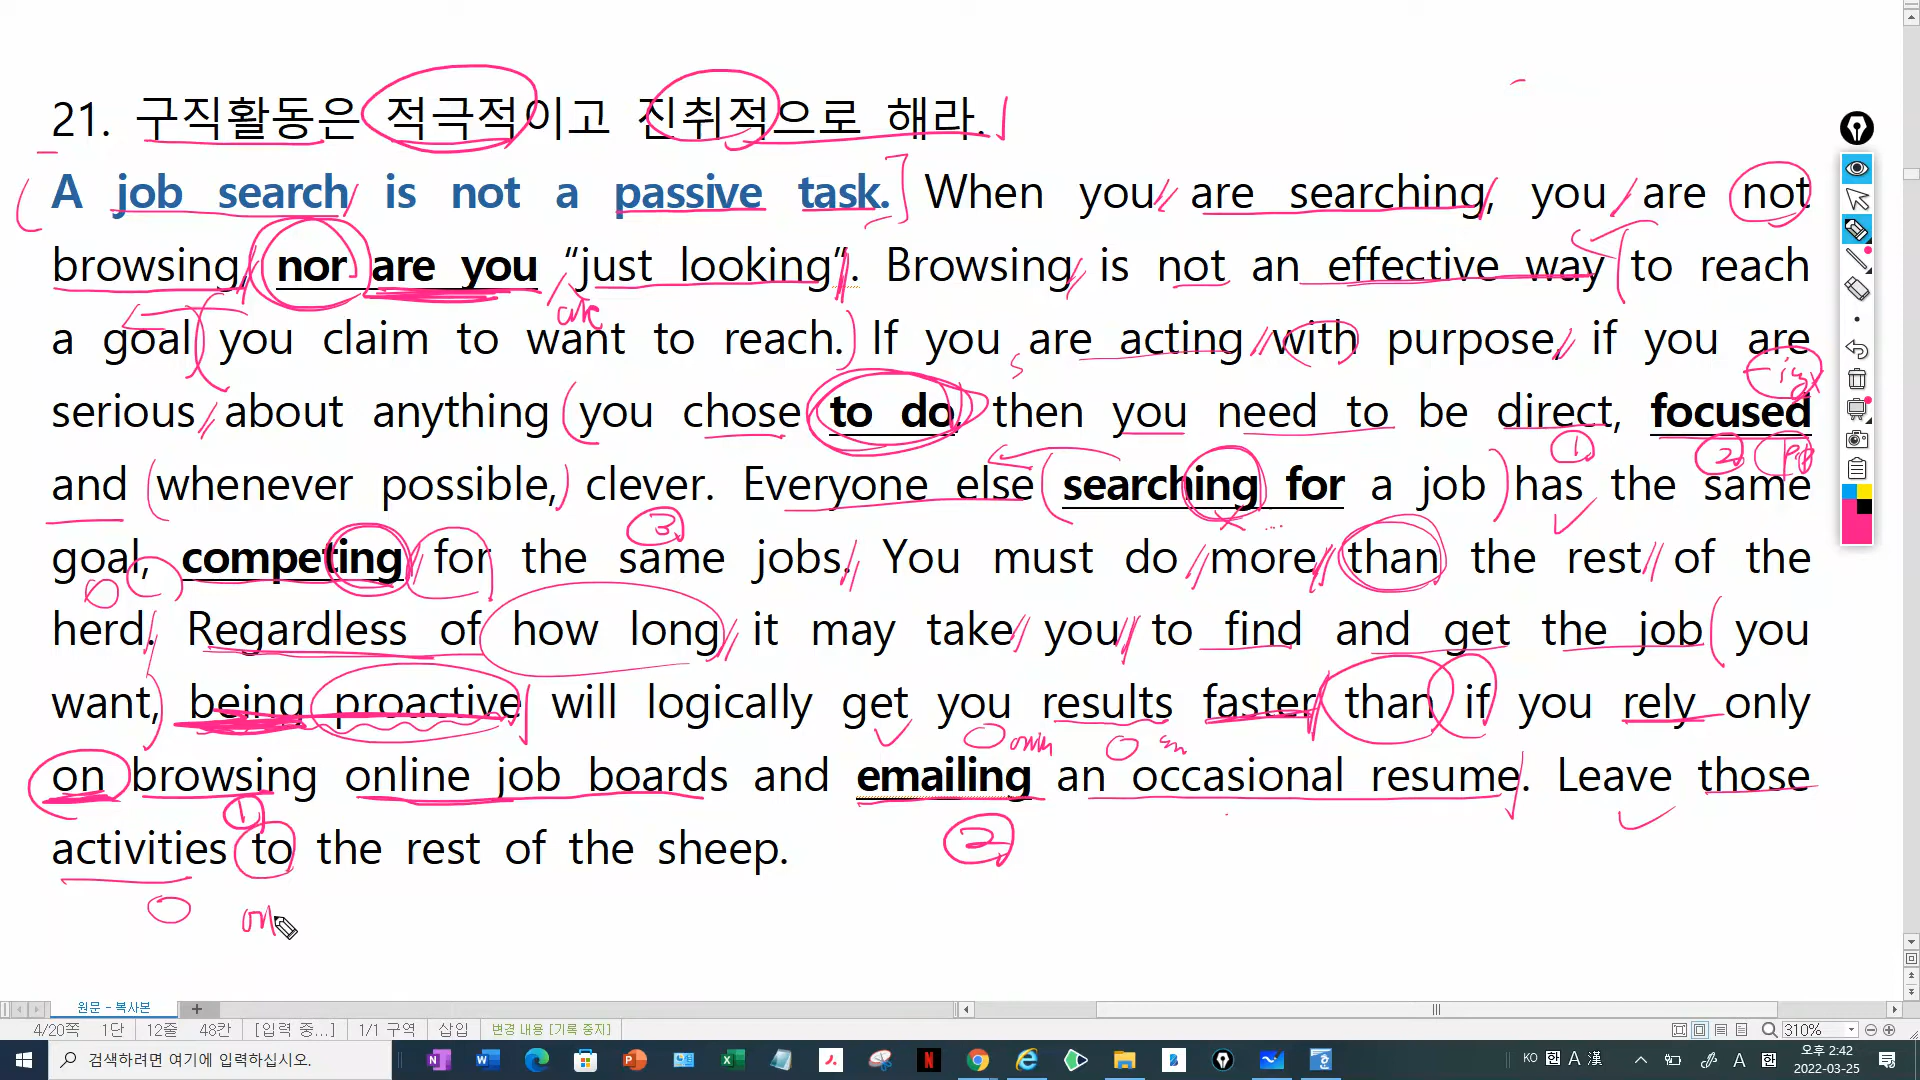 21. 구직활동은 적극적이고 진취적으로 해라.
A job search is not a passive task. When you are searching, you are not
browsing, nor are you “just looking”. Browsing is not an effective way to reach
a goal you claim to want to reach. If you are acting with purpose, if you are
serious about anything you chose to do, then you need to be direct, focused
and whenever possible, clever. Everyone else searching for a job has the same
goal, competing for the same jobs. You must do more than the rest of the
herd. Regardless of how long it may take you to find and get the job you
want, being proactive will logically get you results faster than if you rely only
on browsing online job boards and emailing an occasional resume. Leave those
activities to the rest of the sheep.
원문 - 복사본
4/20쪽 1단 12줄 48칸 [입력 중...] 1/1 구역 삽입 변경 내용 [기록 중지] 310%
검색하려면 여기에 입력하십시오.
KO 한 A 漢 A 한
오후 2:42
2022-03-25